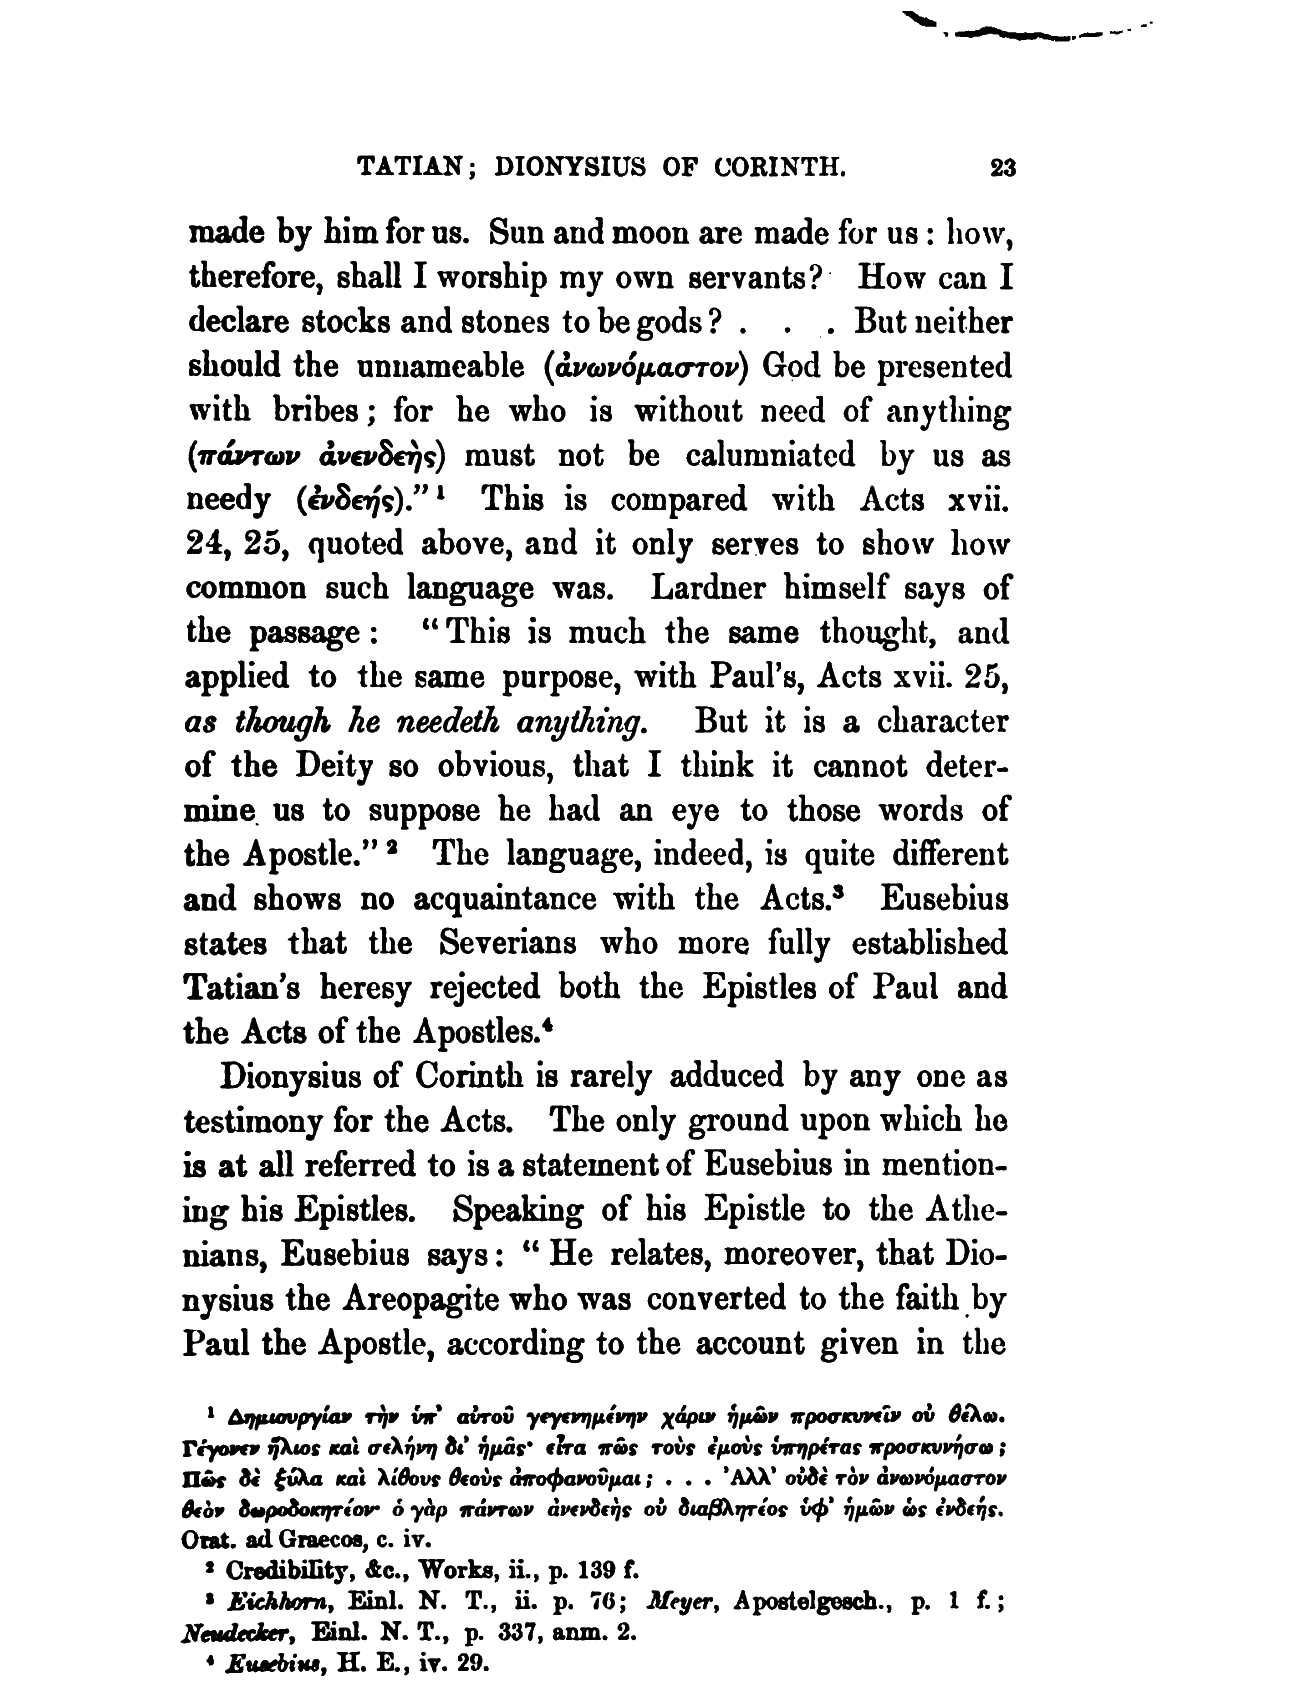 TATIAN; DIONYSIUS OF CORINTH. 23
made by him for us. Sun and moon are made for us: how,
therefore, shall I worship my own servants? How can I
declare stocks and stones to be gods? . . . But neither
should the unnameable (ἀνωνόμαστον) God be presented
with bribes; for he who is without need of anything
(πάντων ἀνενδεὴς) must not be calumniated by us as
needy (ἐνδεής)." ¹ This is compared with Acts xvii.
24, 25, quoted above, and it only serves to show how
common such language was. Lardner himself says of
the passage: "This is much the same thought, and
applied to the same purpose, with Paul's, Acts xvii. 25,
as though he needeth anything. But it is a character
of the Deity so obvious, that I think it cannot deter-
mine us to suppose he had an eye to those words of
the Apostle." ² The language, indeed, is quite different
and shows no acquaintance with the Acts.³ Eusebius
states that the Severians who more fully established
Tatian's heresy rejected both the Epistles of Paul and
the Acts of the Apostles.⁴
Dionysius of Corinth is rarely adduced by any one as
testimony for the Acts. The only ground upon which he
is at all referred to is a statement of Eusebius in mention-
ing his Epistles. Speaking of his Epistle to the Athe-
nians, Eusebius says: "He relates, moreover, that Dio-
nysius the Areopagite who was converted to the faith by
Paul the Apostle, according to the account given in the
¹ Δημιουργίαν τὴν ὑπ' αὐτοῦ γεγενημένην χάριν ἡμῶν προσκυνεῖν οὐ θέλω.
Γέγονεν ἥλιος καὶ σελήνη δι' ἡμᾶς· εἶτα πῶς τοὺς ἐμοὺς ὑπηρέτας προσκυνήσω;
Πῶς δὲ ξύλα καὶ λίθους θεοὺς ἀποφανοῦμαι; . . . Ἀλλ' οὐδὲ τὸν ἀνωνόμαστον
θεὸν δωροδοκητέον· ὁ γὰρ πάντων ἀνενδεὴς οὐ διαβλητέος ὑφ' ἡμῶν ὡς ἐνδεής.
Orat. ad Graecos, c. iv.
² Credibility, &c., Works, ii., p. 139 f.
³ Eichhorn, Einl. N. T., ii. p. 76; Meyer, Apostelgesch., p. 1 f.;
Neudecker, Einl. N. T., p. 337, anm. 2.
⁴ Eusebius, H. E., iv. 29.